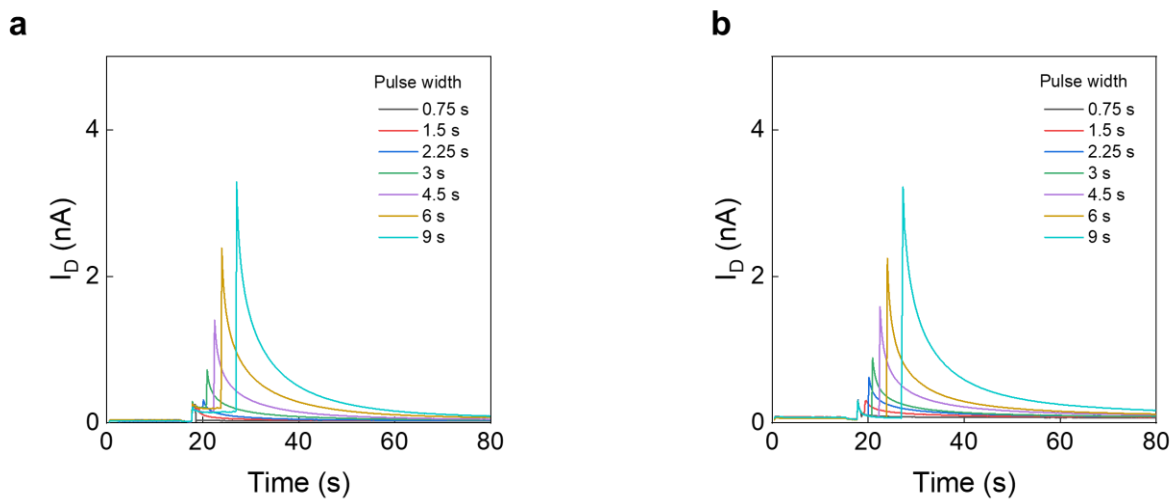 a
Pulse width
0.75 s
1.5 s
2.25 s
3 s
4.5 s
6 s
9 s
4
2
0
I_D (nA)
0
20
40
60
80
Time (s)
b
Pulse width
0.75 s
1.5 s
2.25 s
3 s
4.5 s
6 s
9 s
4
2
0
I_D (nA)
0
20
40
60
80
Time (s)